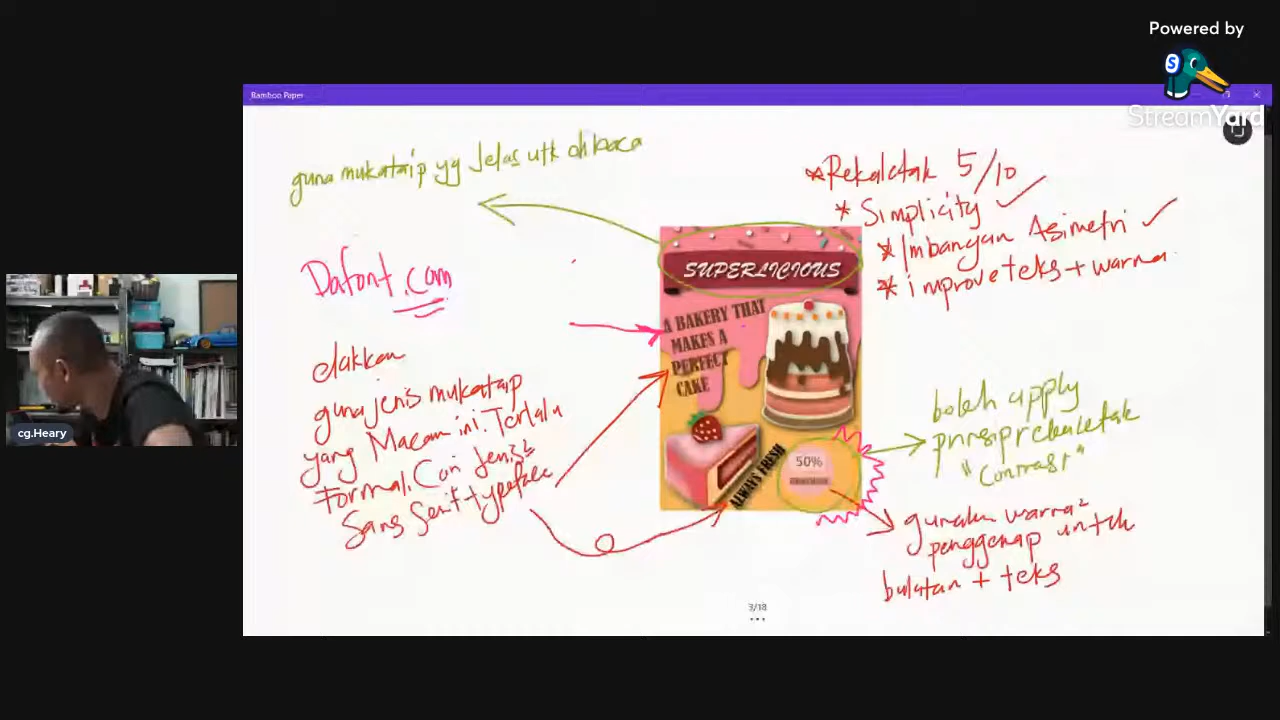 Powered by
StreamYard
Bamboo Paper
guna mukataip yg Jelas utk dibaca
*Rekaletak 5/10
* Simplicity ✓
* Imbangan Asimetri ✓
* improve teks + warna
Dafont.com
SUPERLICIOUS
A BAKERY THAT
MAKES A
PERFECT
CAKE
elakkan
guna jenis mukataip
yang Macam ini. Terlalu
Formal. Cari Jenis2
Sans Serif typeface
boleh apply
prinsip rekaletak
"Contrast"
50%
ALWAYS FRESH
gunakan warna2
penggenap untuk
bulatan + teks
cg.Heary
3/18